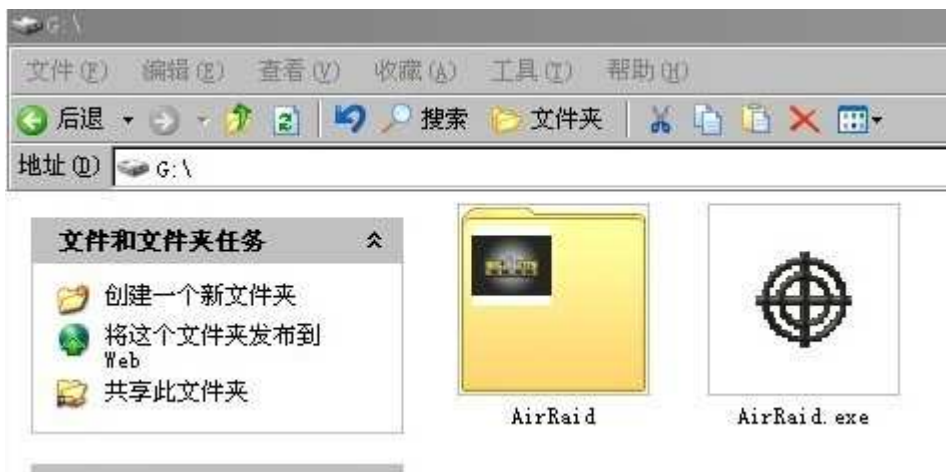 G:\
文件(F) 编辑(E) 查看(V) 收藏(A) 工具(T) 帮助(H)
后退 搜索 文件夹
地址(D) G:\
文件和文件夹任务
创建一个新文件夹
将这个文件夹发布到
Web
共享此文件夹
AirRaid AirRaid.exe